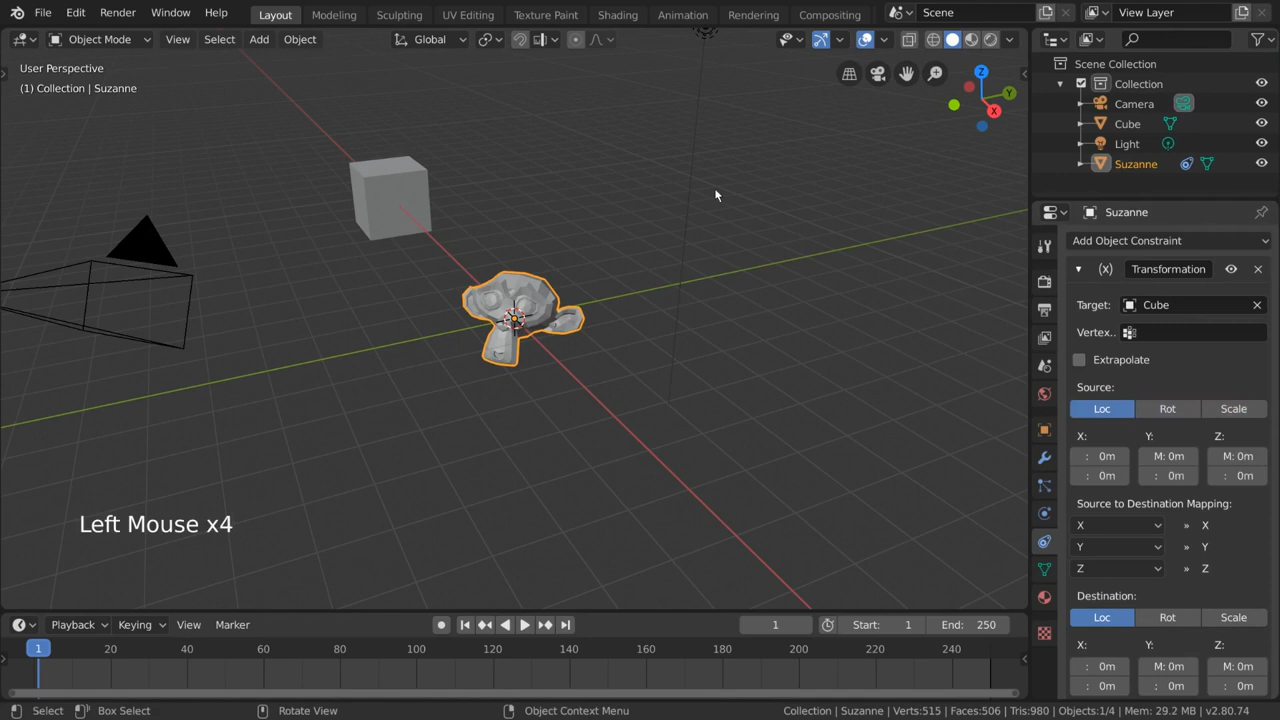 File Edit Render Window Help Layout Modeling Sculpting UV Editing Texture Paint Shading Animation Rendering Compositing Scene View Layer
Object Mode View Select Add Object Global
User Perspective
(1) Collection | Suzanne
Z
Y
X
Left Mouse x4
Scene Collection
Collection
Camera
Cube
Light
Suzanne
Suzanne
Add Object Constraint
(x) Transformation
Target: Cube
Vertex..
Extrapolate
Source:
Loc Rot Scale
X: Y: Z:
: 0m M: 0m M: 0m
: 0m : 0m : 0m
Source to Destination Mapping:
X » X
Y » Y
Z » Z
Destination:
Loc Rot Scale
X: Y: Z:
: 0m M: 0m M: 0m
: 0m : 0m : 0m
Playback Keying View Marker 1 Start: 1 End: 250
1 20 40 60 80 100 120 140 160 180 200 220 240
Select Box Select Rotate View Object Context Menu Collection | Suzanne | Verts:515 | Faces:506 | Tris:980 | Objects:1/4 | Mem: 29.2 MB | v2.80.74